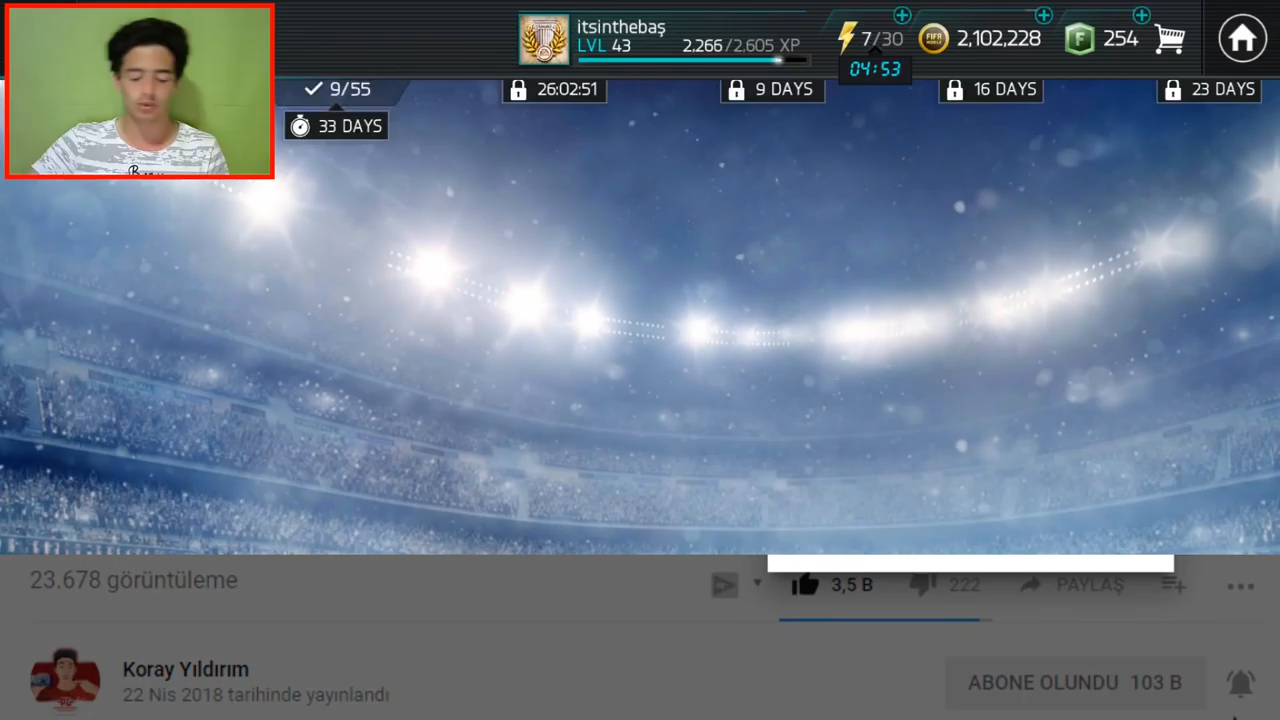 itsinthebaş
LVL 43 2,266/2,605 XP
7/30
04:53
FIFA MOBILE
2,102,228
F
254
9/55
33 DAYS
26:02:51
9 DAYS
16 DAYS
23 DAYS
23.678 görüntüleme
3,5 B
222
PAYLAŞ
Koray Yıldırım
22 Nis 2018 tarihinde yayınlandı
ABONE OLUNDU 103 B